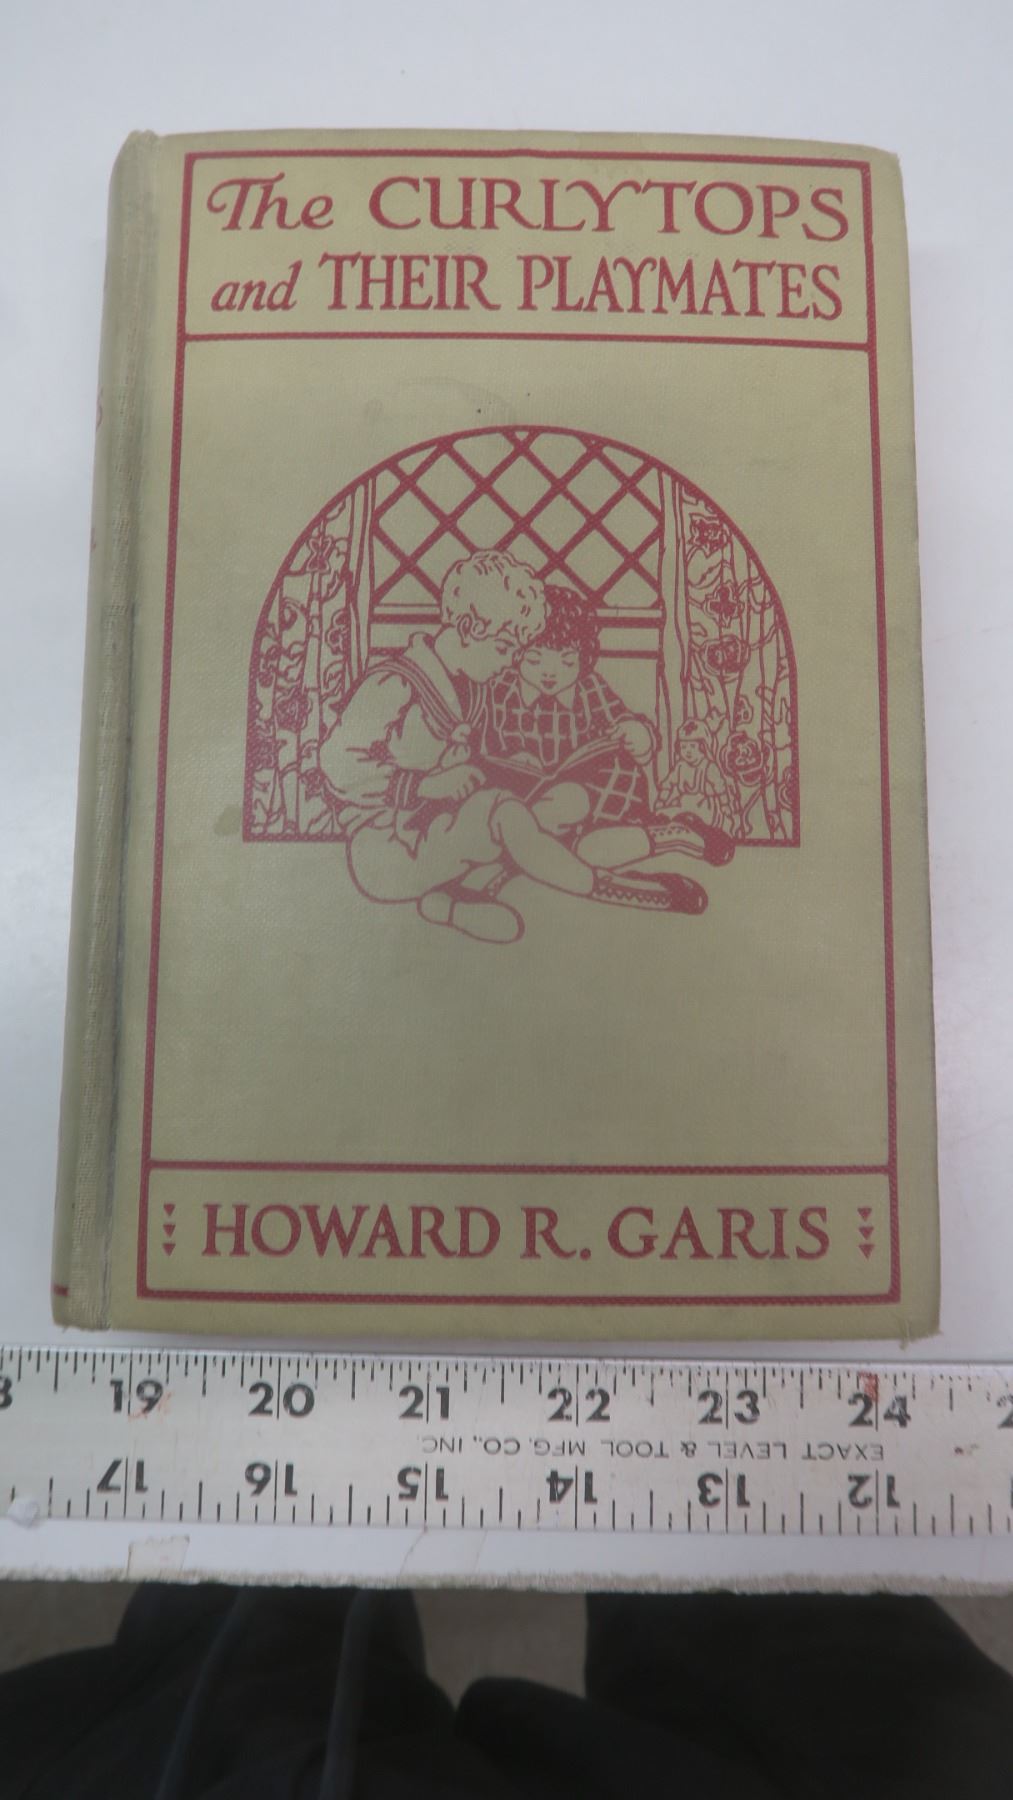 The CURLYTOPS
and THEIR PLAYMATES
HOWARD R. GARIS
19 20 21 22 23 24
EXACT LEVEL & TOOL MFG. CO., INC.
17 16 15 14 13 12